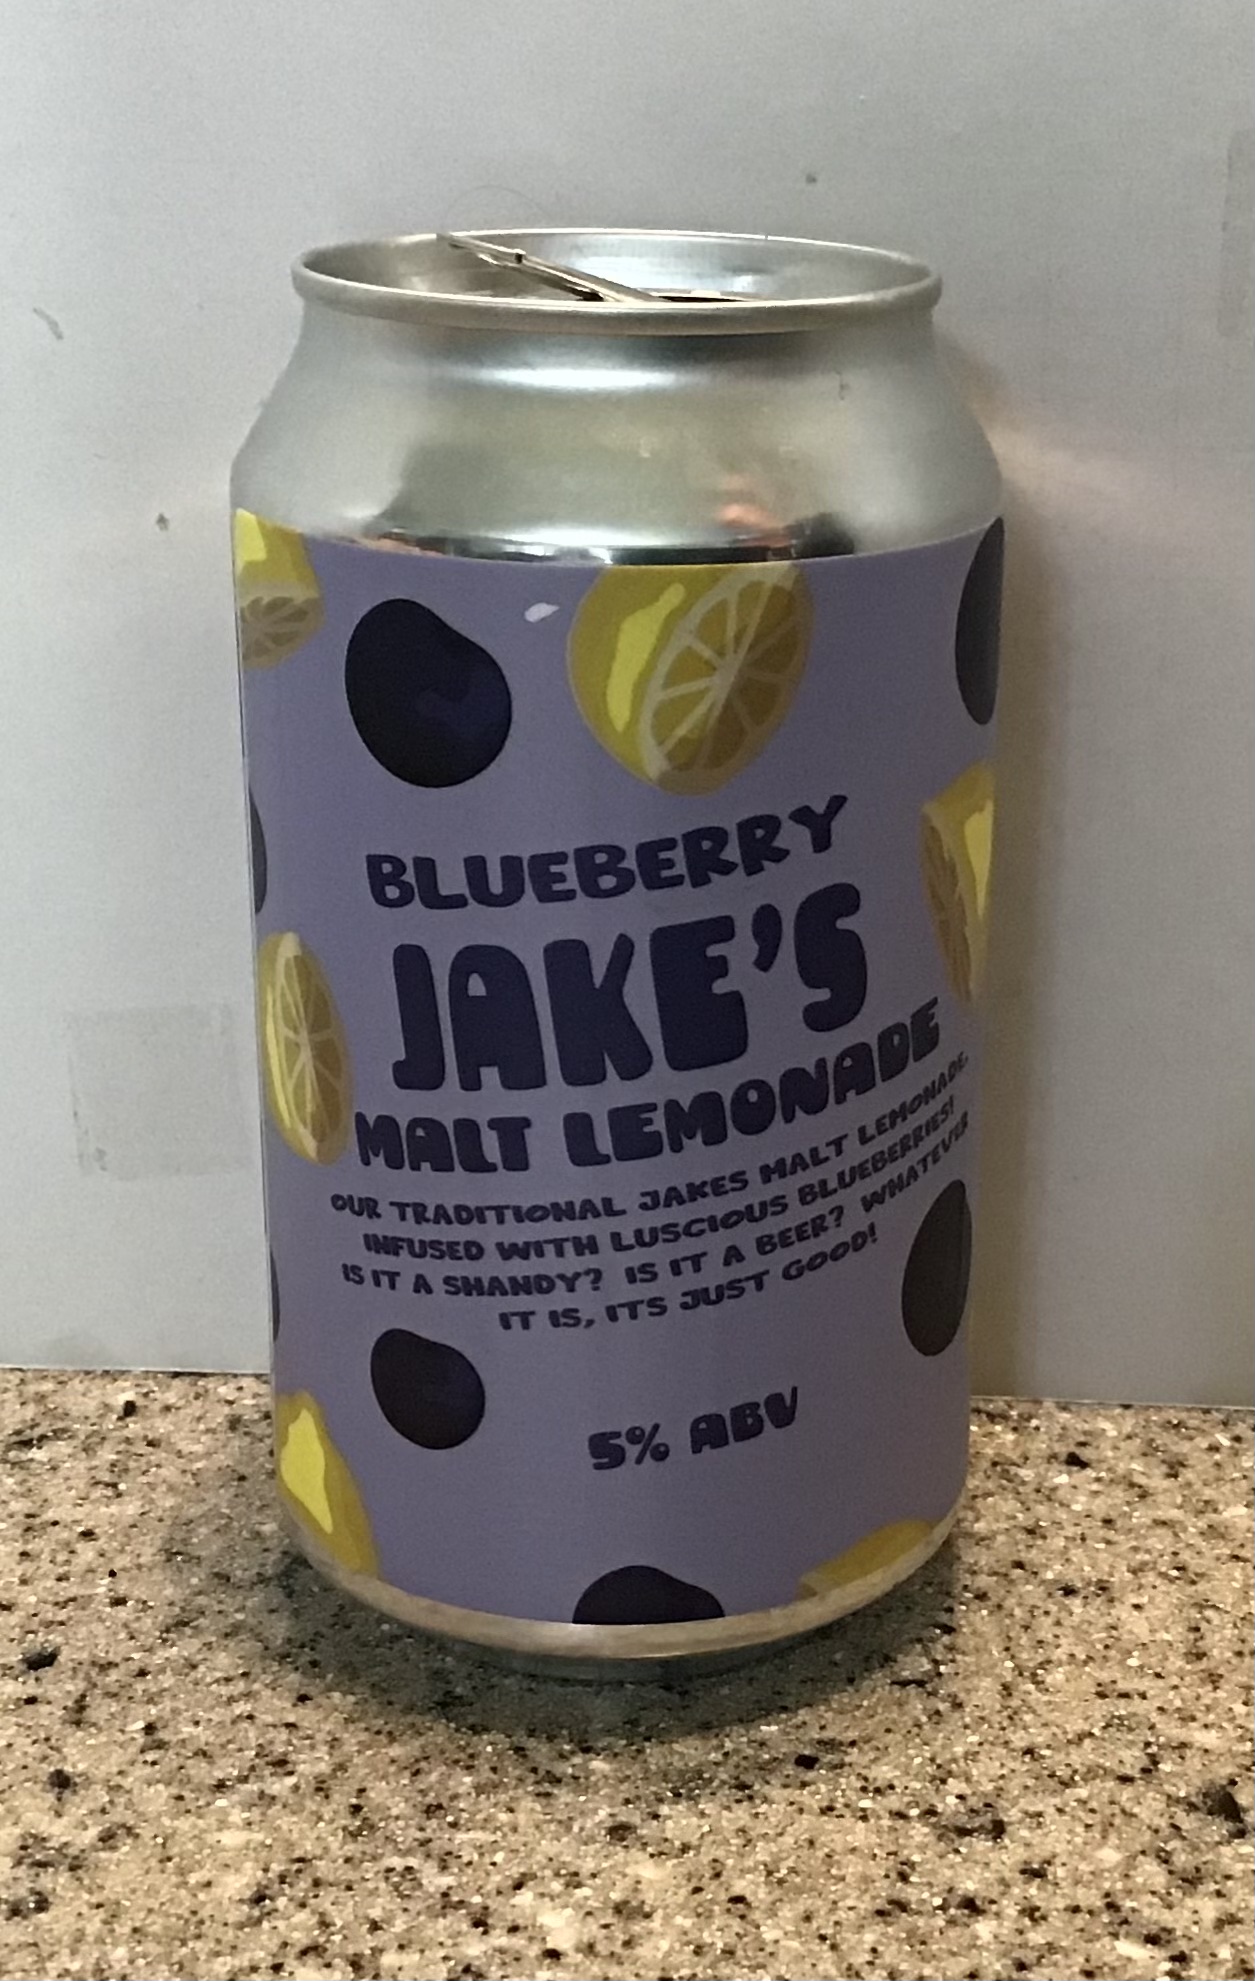 BLUEBERRY
JAKE'S
MALT LEMONADE
OUR TRADITIONAL JAKES MALT LEMONADE,
INFUSED WITH LUSCIOUS BLUEBERRIES!
IS IT A SHANDY? IS IT A BEER? WHATEVER
IT IS, ITS JUST GOOD!
5% ABV